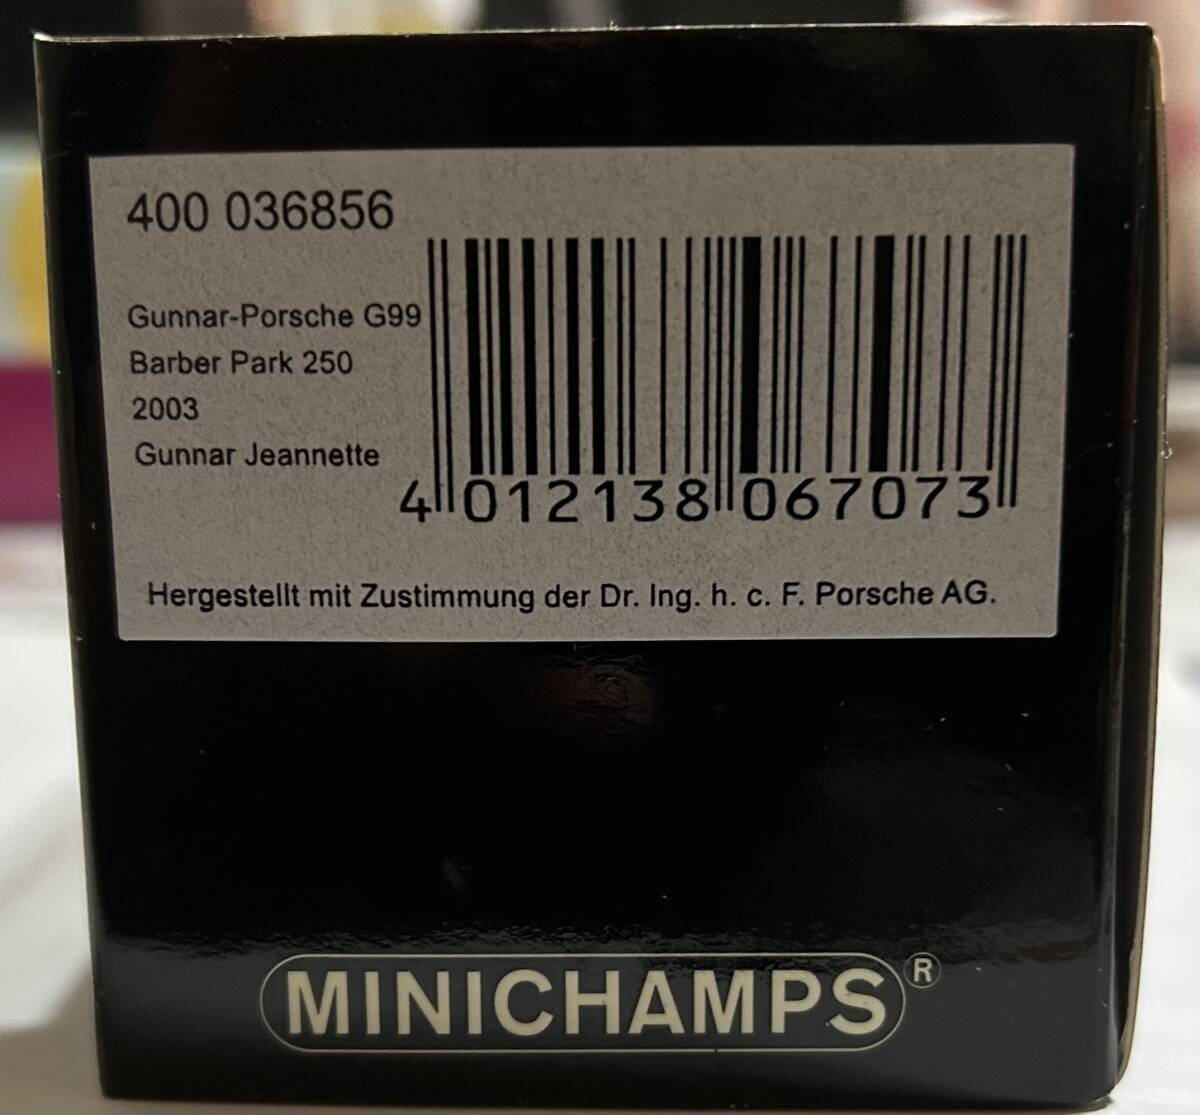 400 036856
Gunnar-Porsche G99
Barber Park 250
2003
Gunnar Jeannette
4 012138 067073
Hergestellt mit Zustimmung der Dr. Ing. h. c. F. Porsche AG.
MINICHAMPS®